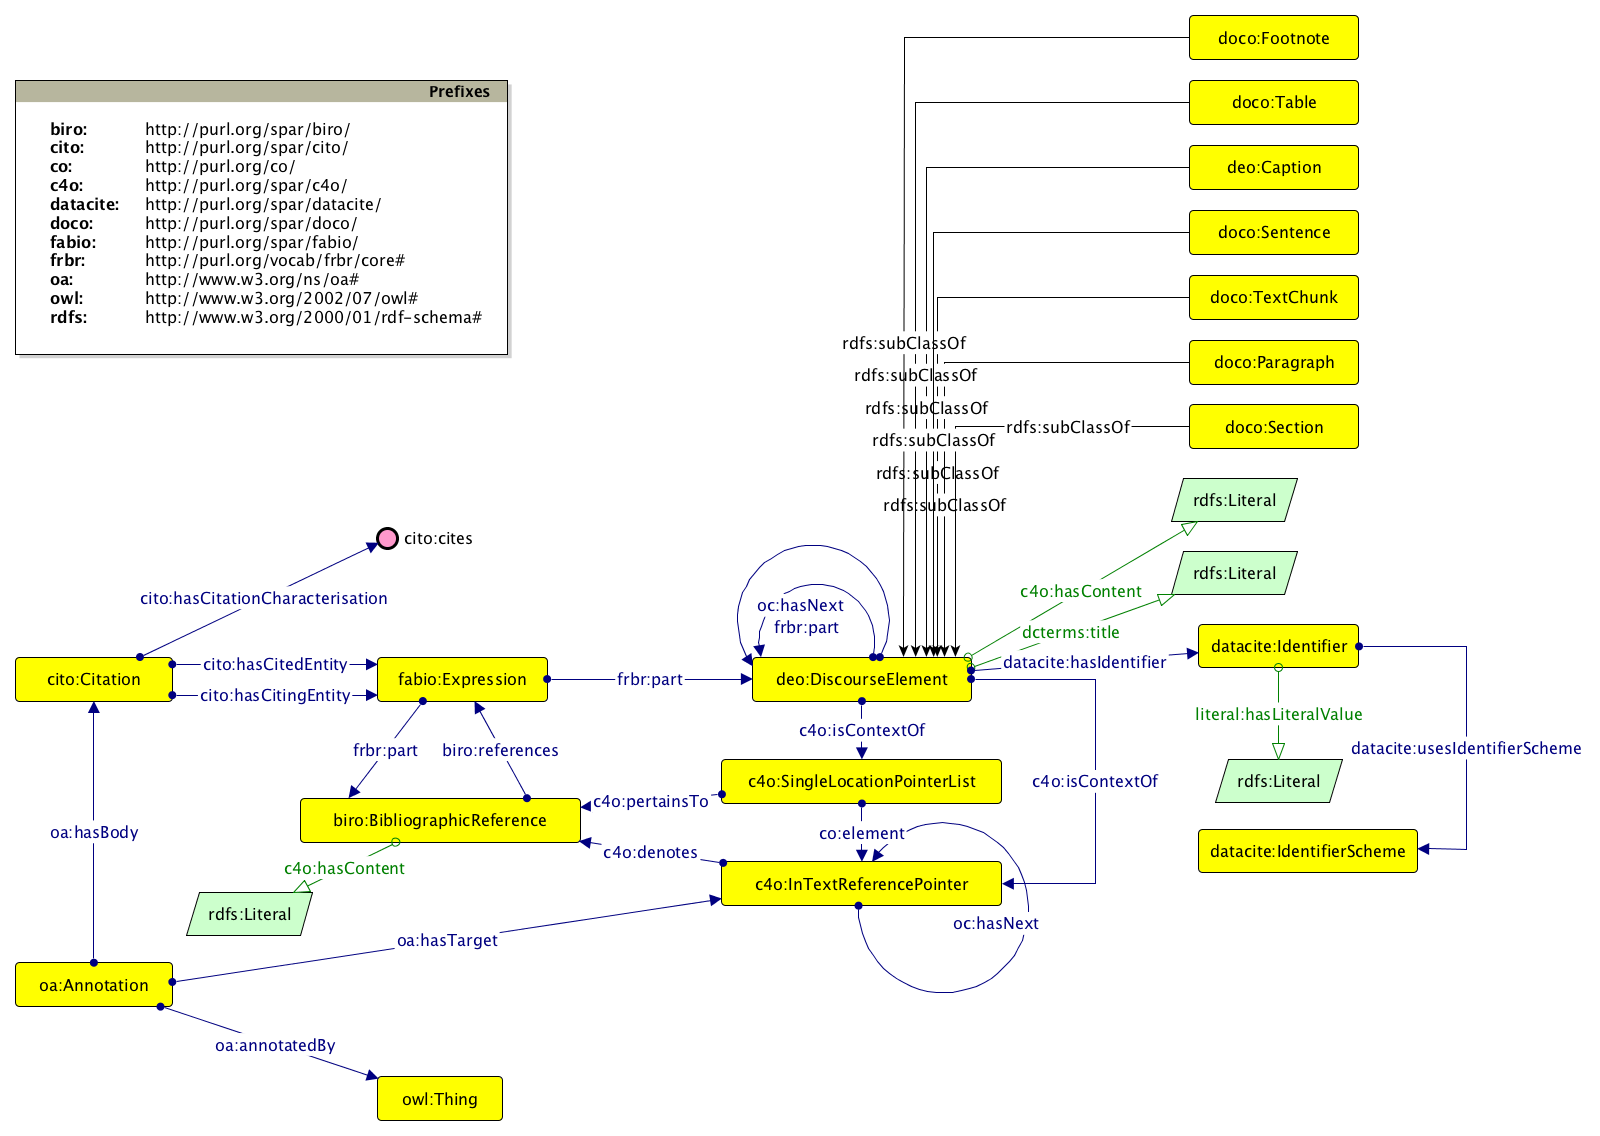 doco:Footnote
Prefixes
doco:Table
biro: http://purl.org/spar/biro/
cito: http://purl.org/spar/cito/
co: http://purl.org/co/
c4o: http://purl.org/spar/c4o/
datacite: http://purl.org/spar/datacite/
doco: http://purl.org/spar/doco/
fabio: http://purl.org/spar/fabio/
frbr: http://purl.org/vocab/frbr/core#
oa: http://www.w3.org/ns/oa#
owl: http://www.w3.org/2002/07/owl#
rdfs: http://www.w3.org/2000/01/rdf-schema#
deo:Caption
doco:Sentence
doco:TextChunk
rdfs:subClassOf
doco:Paragraph
rdfs:subClassOf
rdfs:subClassOf
rdfs:subClassOf
doco:Section
rdfs:subClassOf
rdfs:subClassOf
rdfs:subClassOf
rdfs:Literal
cito:cites
rdfs:Literal
cito:hasCitationCharacterisation
oc:hasNext
frbr:part
c4o:hasContent
dcterms:title
datacite:hasIdentifier
datacite:Identifier
cito:hasCitedEntity
cito:Citation
cito:hasCitingEntity
fabio:Expression
frbr:part
deo:DiscourseElement
literal:hasLiteralValue
frbr:part
biro:references
c4o:isContextOf
datacite:usesIdentifierScheme
c4o:SingleLocationPointerList
c4o:isContextOf
rdfs:Literal
c4o:pertainsTo
biro:BibliographicReference
oa:hasBody
co:element
c4o:denotes
datacite:IdentifierScheme
c4o:hasContent
c4o:InTextReferencePointer
rdfs:Literal
oc:hasNext
oa:hasTarget
oa:Annotation
oa:annotatedBy
owl:Thing